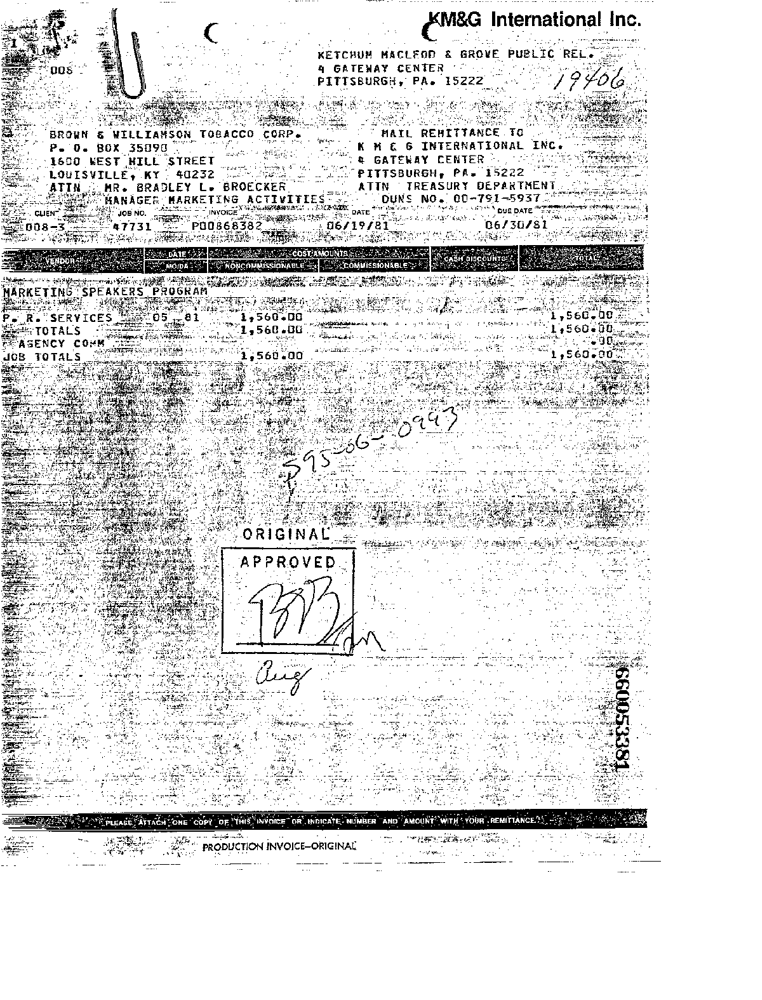 KM&G International Inc.
KETCHUM MACLEOD & GROVE PUBLIC REL.
4 GATEWAY CENTER
PITTSBURGH, PA. 15222
19406
008
BROWN & WILLIAMSON TOBACCO CORP.
P. O. BOX 35090
1600 WEST HILL STREET
LOUISVILLE, KY 40232
ATTN MR. BRADLEY L. BROECKER
MANAGER MARKETING ACTIVITIES
MAIL REMITTANCE TO
K M & G INTERNATIONAL INC.
4 GATEWAY CENTER
PITTSBURGH, PA. 15222
ATTN TREASURY DEPARTMENT
DUNS NO. 00-791-5937
CLIENT JOB NO. INVOICE DATE DUE DATE
008-3 47731 P00868382 06/19/81 06/30/81
VENDOR DATE COST AMOUNTS CASH DISCOUNTS TOTAL
MO/DA NONCOMMISSIONABLE COMMISSIONABLE
MARKETING SPEAKERS PROGRAM
P. R. SERVICES 05 81 1,560.00 1,560.00
TOTALS 1,560.00 1,560.00
AGENCY COMM .00
JOB TOTALS 1,560.00 1,560.00
595-06-0943
ORIGINAL
APPROVED
Aug
660053381
PLEASE ATTACH ONE COPY OF THIS INVOICE OR INDICATE NUMBER AND AMOUNT WITH YOUR REMITTANCE.
PRODUCTION INVOICE—ORIGINAL